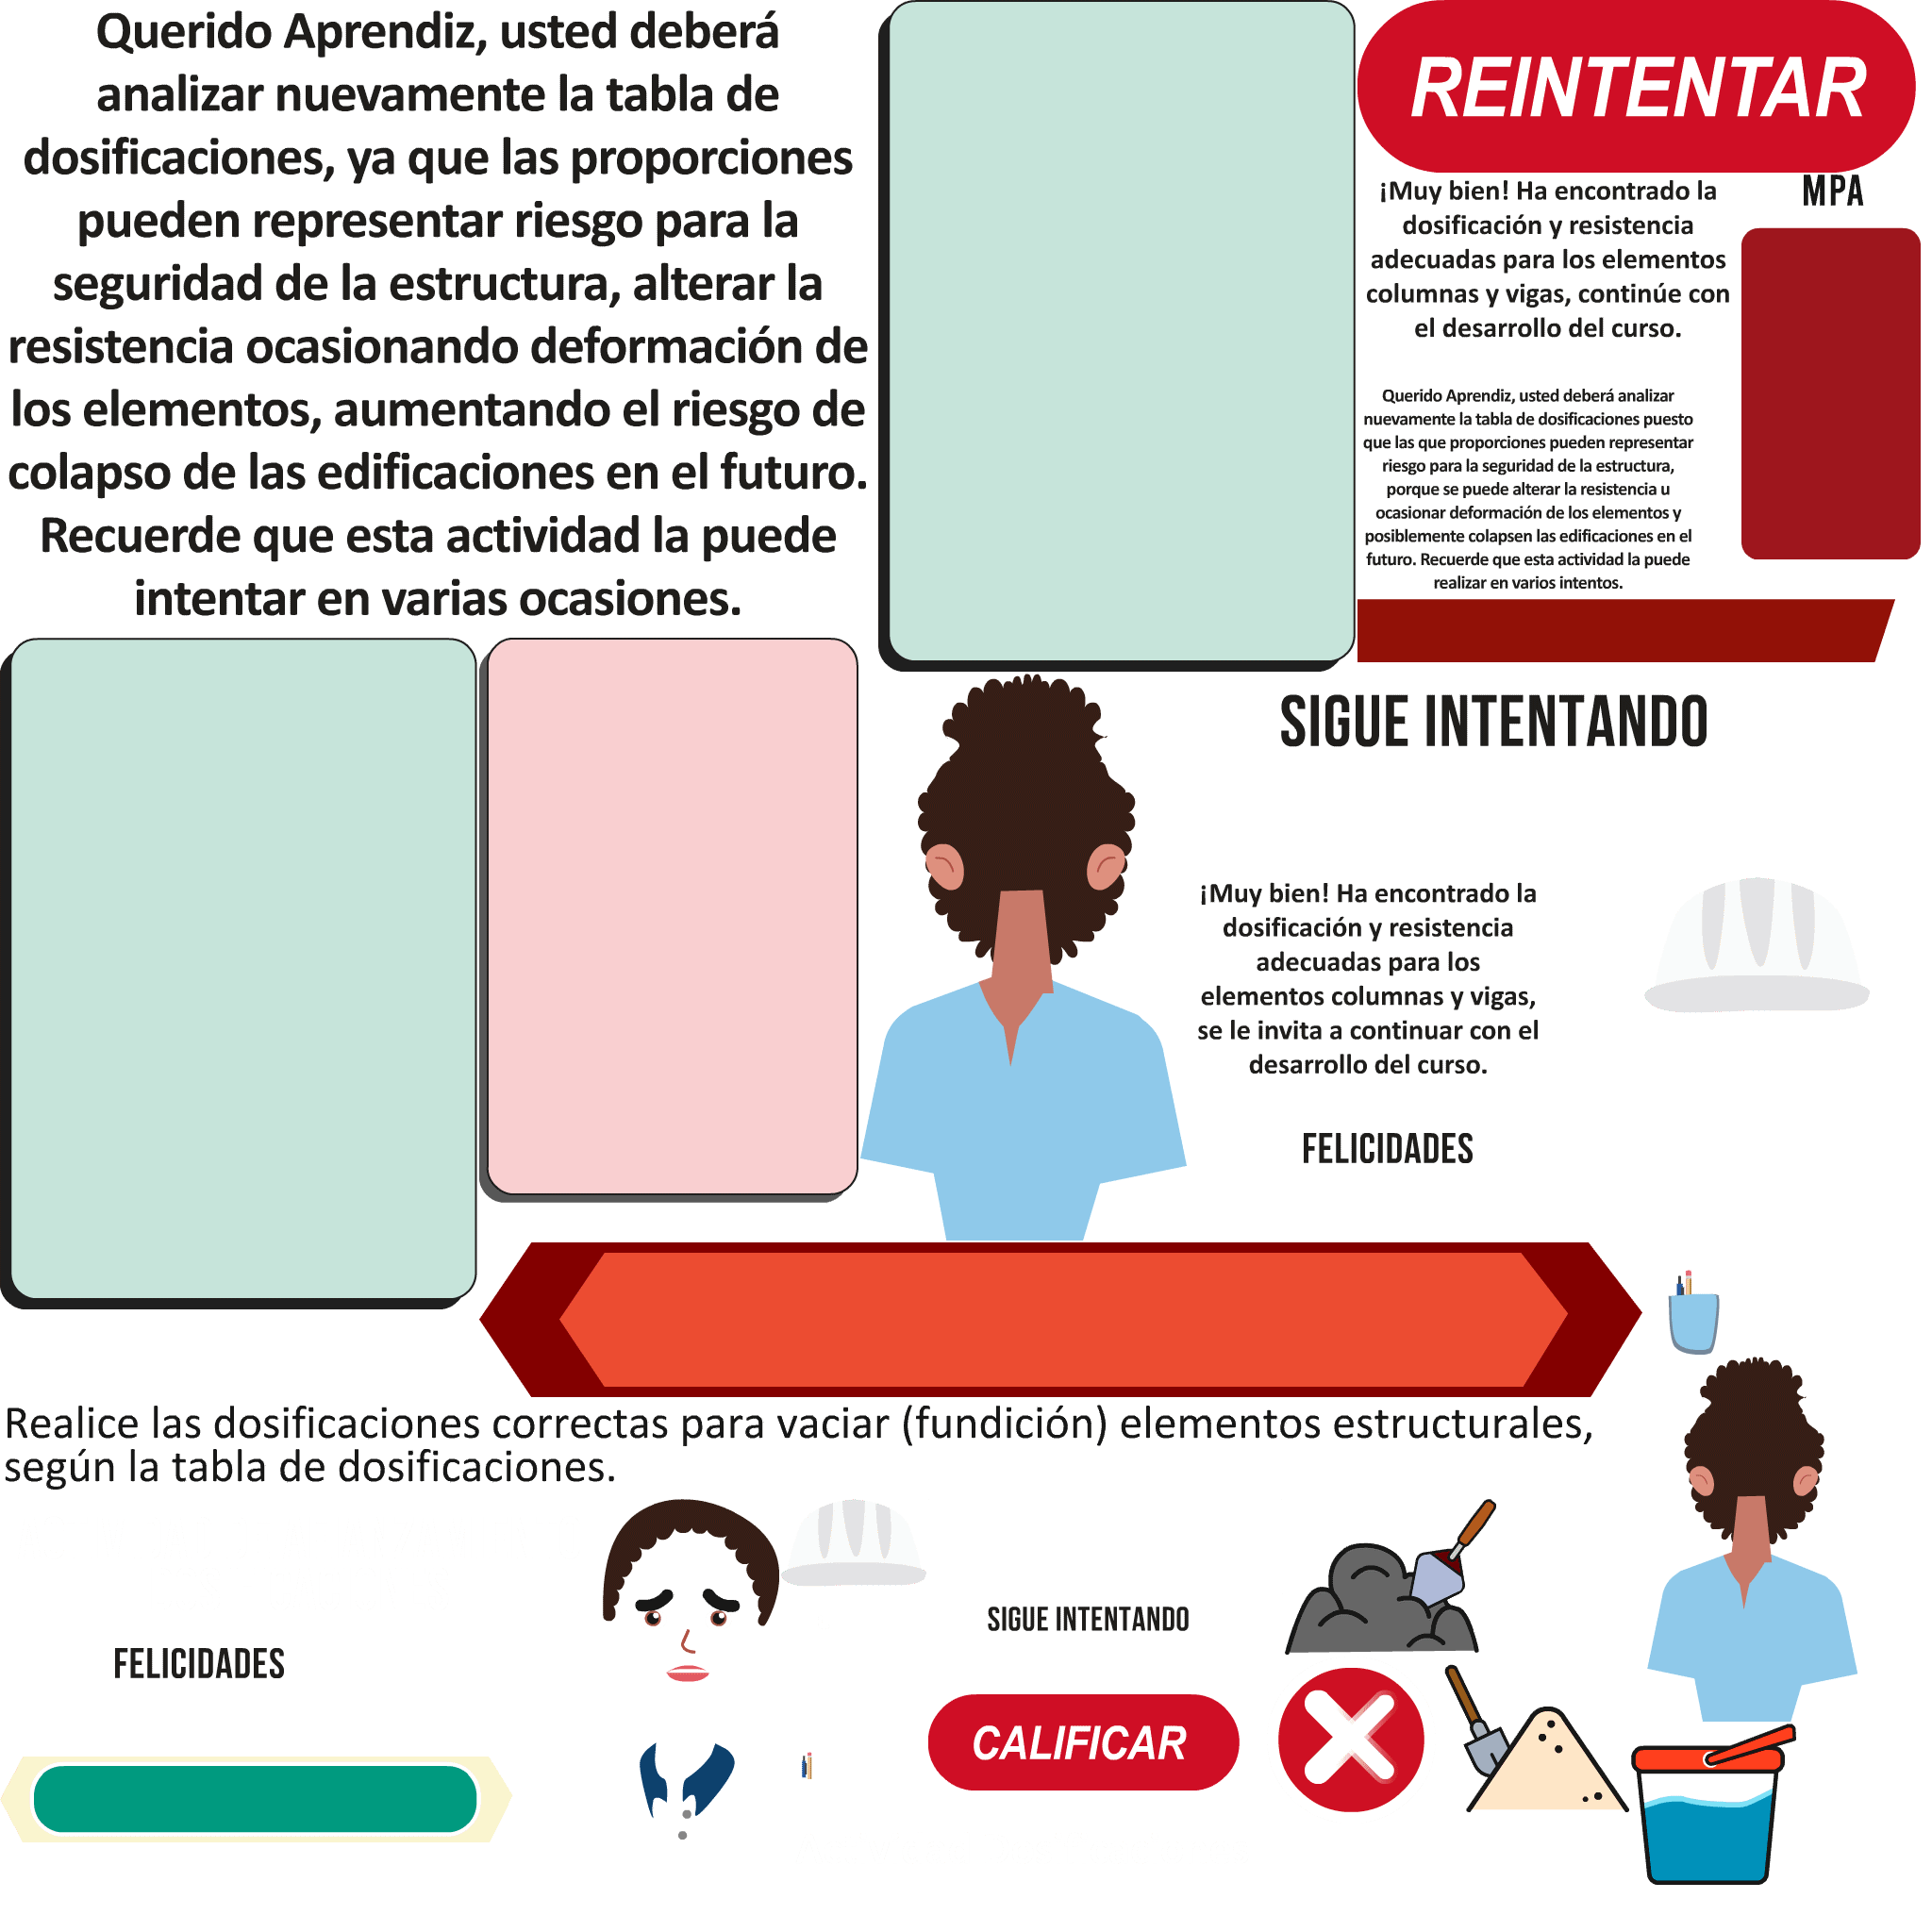 Querido Aprendiz, usted deberá
analizar nuevamente la tabla de
dosificaciones, ya que las proporciones
pueden representar riesgo para la
seguridad de la estructura, alterar la
resistencia ocasionando deformación de
los elementos, aumentando el riesgo de
colapso de las edificaciones en el futuro.
Recuerde que esta actividad la puede
intentar en varias ocasiones.
REINTENTAR
MPA
¡Muy bien! Ha encontrado la
dosificación y resistencia
adecuadas para los elementos
columnas y vigas, continúe con
el desarrollo del curso.
Querido Aprendiz, usted deberá analizar
nuevamente la tabla de dosificaciones puesto
que las que proporciones pueden representar
riesgo para la seguridad de la estructura,
porque se puede alterar la resistencia u
ocasionar deformación de los elementos y
posiblemente colapsen las edificaciones en el
futuro. Recuerde que esta actividad la puede
realizar en varios intentos.
SIGUE INTENTANDO
¡Muy bien! Ha encontrado la
dosificación y resistencia
adecuadas para los
elementos columnas y vigas,
se le invita a continuar con el
desarrollo del curso.
FELICIDADES
Realice las dosificaciones correctas para vaciar (fundición) elementos estructurales,
según la tabla de dosificaciones.
SIGUE INTENTANDO
FELICIDADES
CALIFICAR